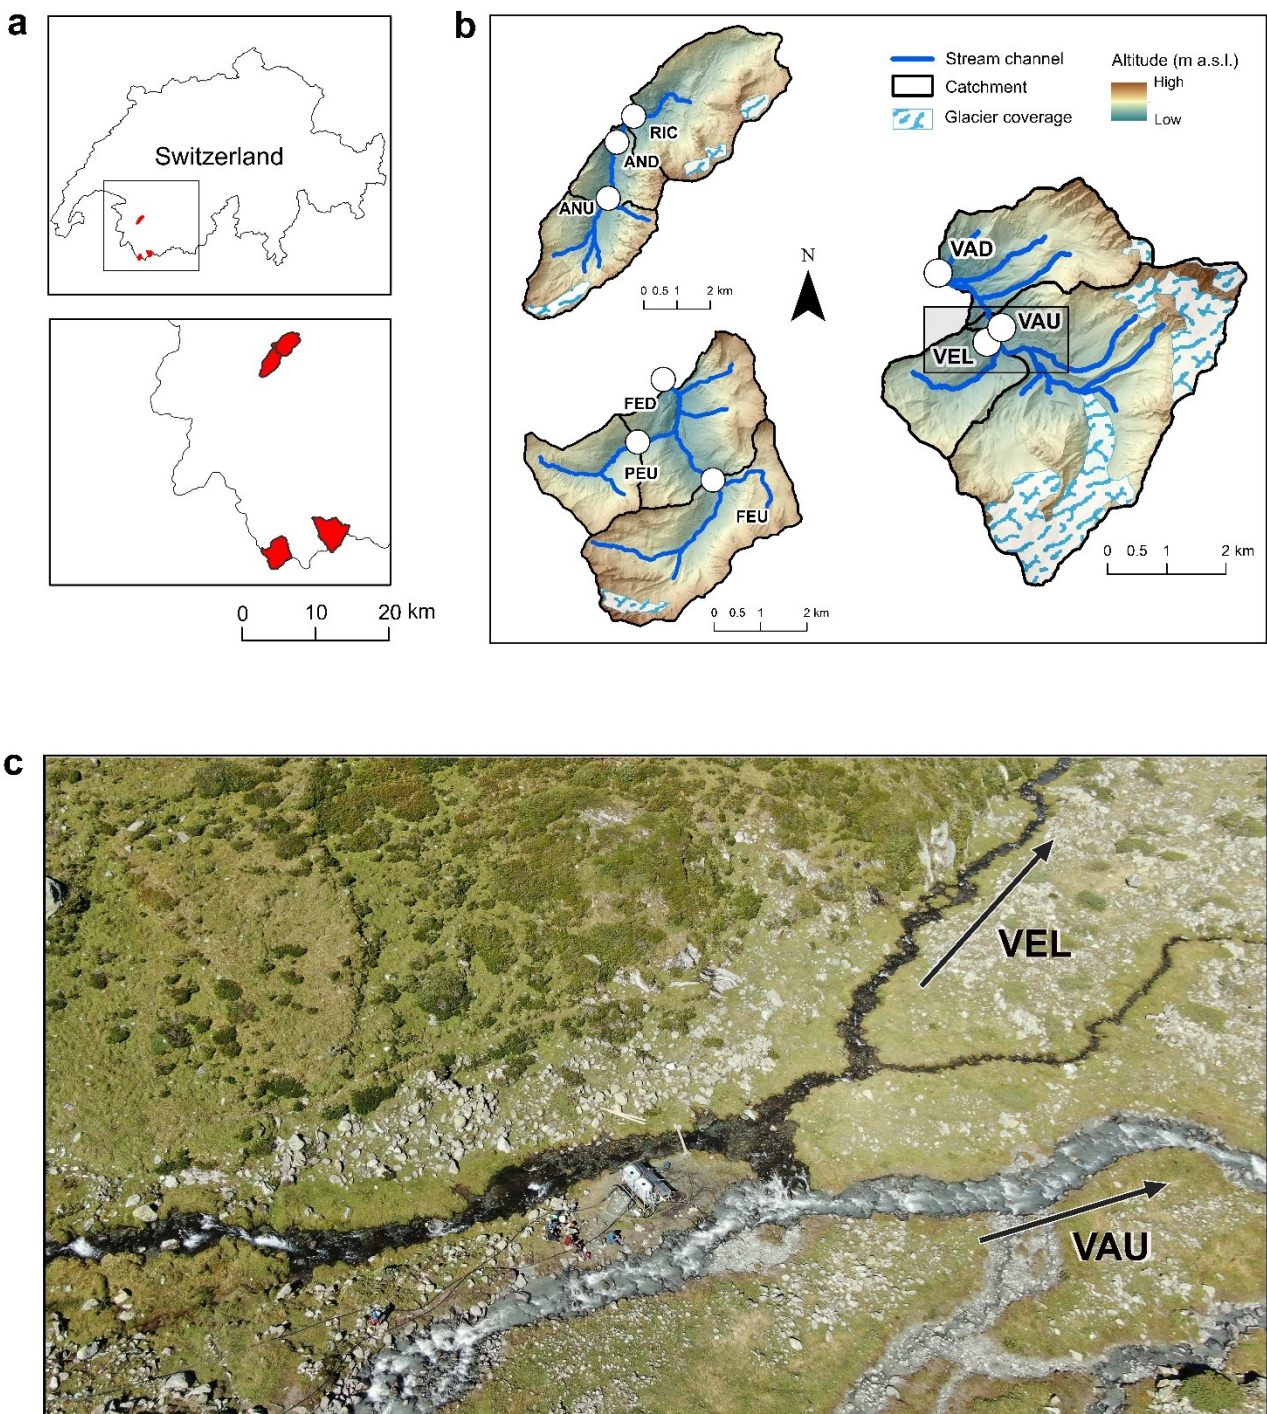 a
Switzerland
0 10 20 km
b
Stream channel
Catchment
Glacier coverage
Altitude (m a.s.l.)
High
Low
RIC
AND
ANU
0 0.5 1 2 km
N
VAD
VAU
VEL
0 0.5 1 2 km
FED
PEU
FEU
0 0.5 1 2 km
c
VEL
VAU